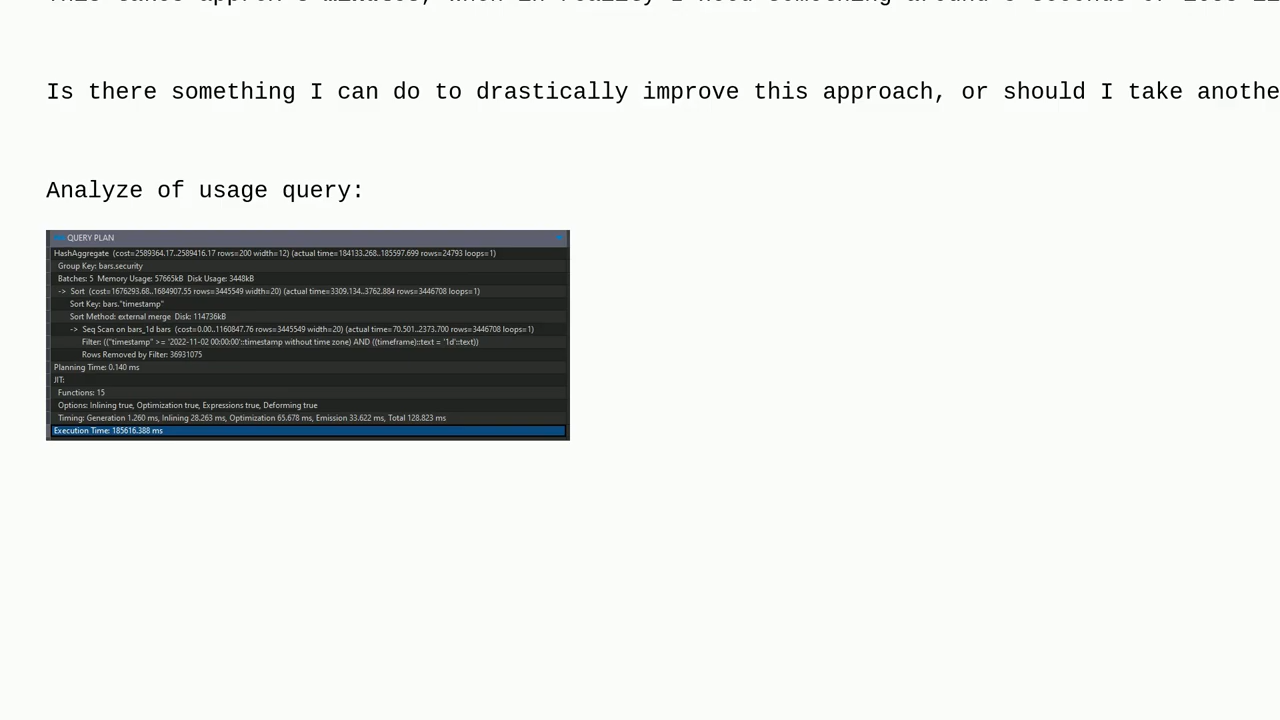 Is there something I can do to drastically improve this approach, or should I take anothe
Analyze of usage query:
QUERY PLAN
HashAggregate (cost=2589364.17..2589416.17 rows=200 width=12) (actual time=184133.268..185597.699 rows=24793 loops=1)
Group Key: bars.security
Batches: 5 Memory Usage: 57665kB Disk Usage: 3448kB
-> Sort (cost=1676293.68..1684907.55 rows=3445549 width=20) (actual time=3309.134..3762.884 rows=3446708 loops=1)
Sort Key: bars."timestamp"
Sort Method: external merge Disk: 114736kB
-> Seq Scan on bars_1d bars (cost=0.00..1160847.76 rows=3445549 width=20) (actual time=70.501..2373.700 rows=3446708 loops=1)
Filter: (("timestamp" >= '2022-11-02 00:00:00'::timestamp without time zone) AND ((timeframe)::text = '1d'::text))
Rows Removed by Filter: 36931075
Planning Time: 0.140 ms
JIT:
Functions: 15
Options: Inlining true, Optimization true, Expressions true, Deforming true
Timing: Generation 1.260 ms, Inlining 28.263 ms, Optimization 65.678 ms, Emission 33.622 ms, Total 128.823 ms
Execution Time: 185616.388 ms